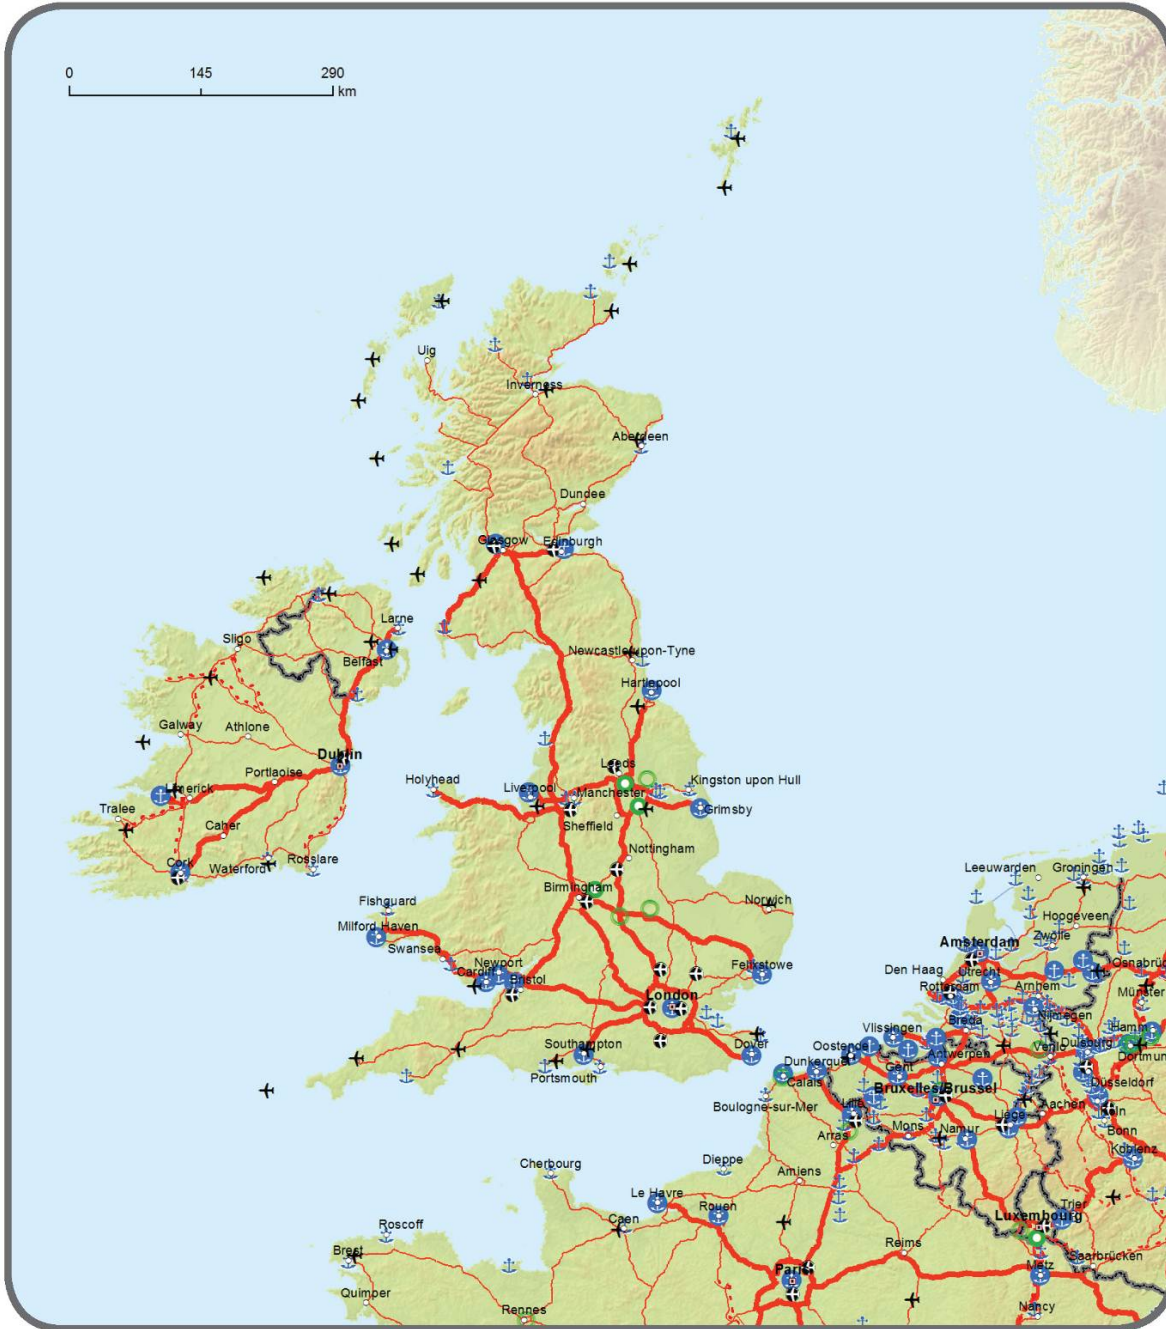 0 145 290
km
Uig
Inverness
Aberdeen
Dundee
Glasgow
Edinburgh
Larne
Sligo
Belfast
Newcastle-upon-Tyne
Hartlepool
Galway
Athlone
Dublin
Leeds
Portlaoise
Holyhead
Liverpool
Manchester
Kingston upon Hull
Limerick
Grimsby
Tralee
Caher
Sheffield
Cork
Waterford
Rosslare
Nottingham
Leeuwarden
Groningen
Birmingham
Fishguard
Norwich
Hoogeveen
Milford Haven
Zwolle
Amsterdam
Swansea
Newport
Cardiff
Bristol
Felixstowe
Den Haag
Utrecht
Osnabrüc
Rotterdam
Arnhem
Münster
London
Nijmegen
Breda
Vlissingen
Hamm
Southampton
Dover
Oostende
Antwerpen
Venlo
Duisburg
Dortmun
Portsmouth
Dunkerque
Calais
Gent
Düsseldorf
Bruxelles/Brussel
Boulogne-sur-Mer
Lille
Aachen
Köln
Liège
Arras
Mons
Namur
Bonn
Koblenz
Cherbourg
Dieppe
Amiens
Le Havre
Rouen
Trier
Luxembourg
Roscoff
Caen
Reims
Brest
Saarbrücken
Paris
Metz
Quimper
Rennes
Nancy